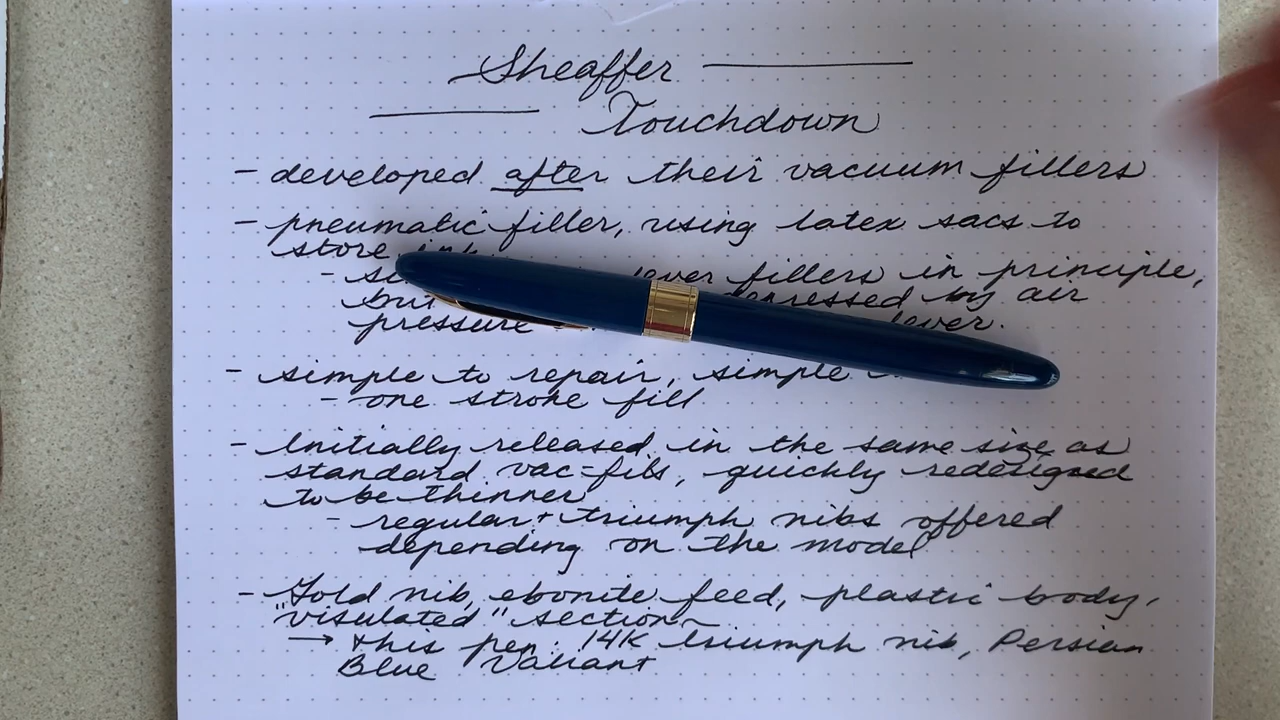 Sheaffer
Touchdown
- developed after their vacuum fillers
- pneumatic filler, using latex sacs to
store ink
- lever fillers in principle,
but depressed by air
pressure lever.
- simple to repair, simple
- one stroke fill
- Initially released in the same size as
standard vac-fils, quickly redesigned
to be thinner
- regular + triumph nibs offered
depending on the model
- Gold nib, ebonite feed, plastic body,
"visulated" section
→ this pen: 14K triumph nib, Persian
Blue Valiant